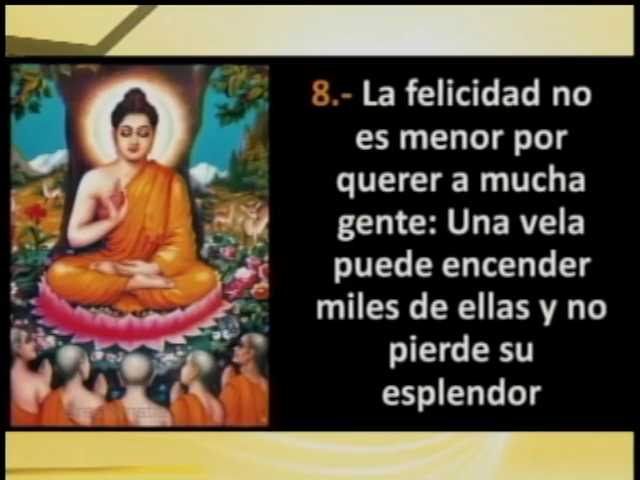 8.- La felicidad no
es menor por
querer a mucha
gente: Una vela
puede encender
miles de ellas y no
pierde su
esplendor